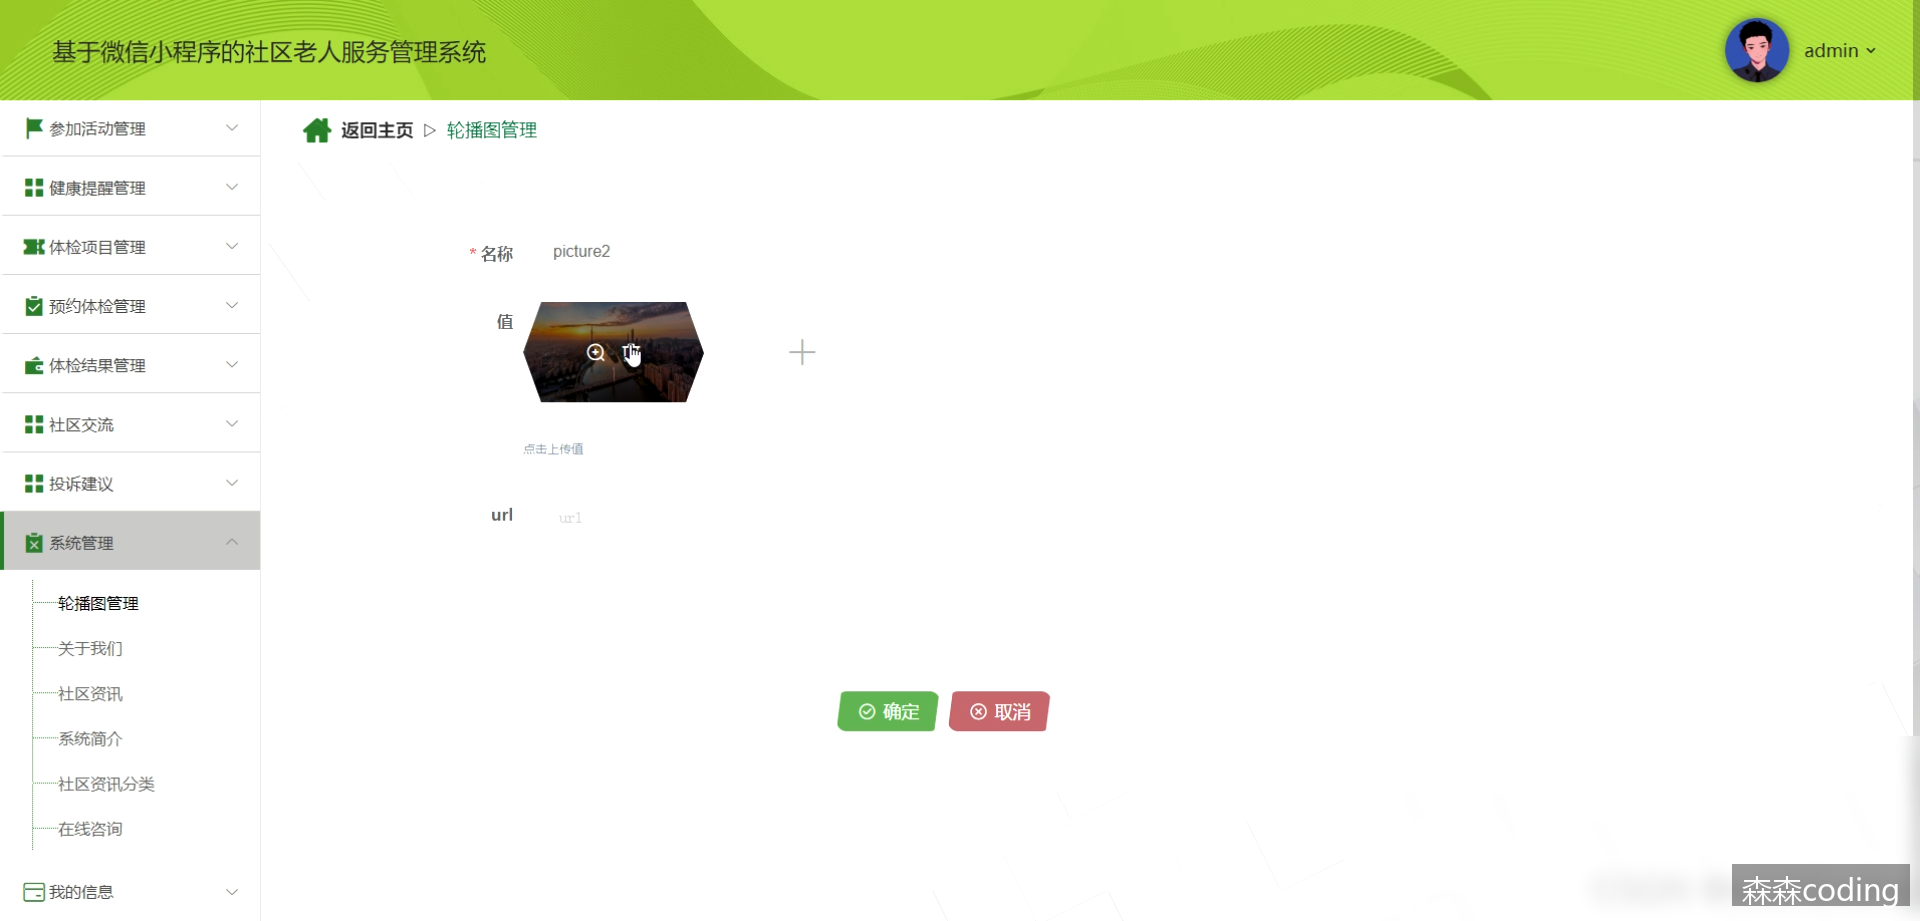 基于微信小程序的社区老人服务管理系统
admin
参加活动管理
健康提醒管理
体检项目管理
预约体检管理
体检结果管理
社区交流
投诉建议
系统管理
轮播图管理
关于我们
社区资讯
系统简介
社区资讯分类
在线咨询
我的信息
返回主页 ▷ 轮播图管理
* 名称 picture2
值
点击上传值
url url
确定 取消
森森coding